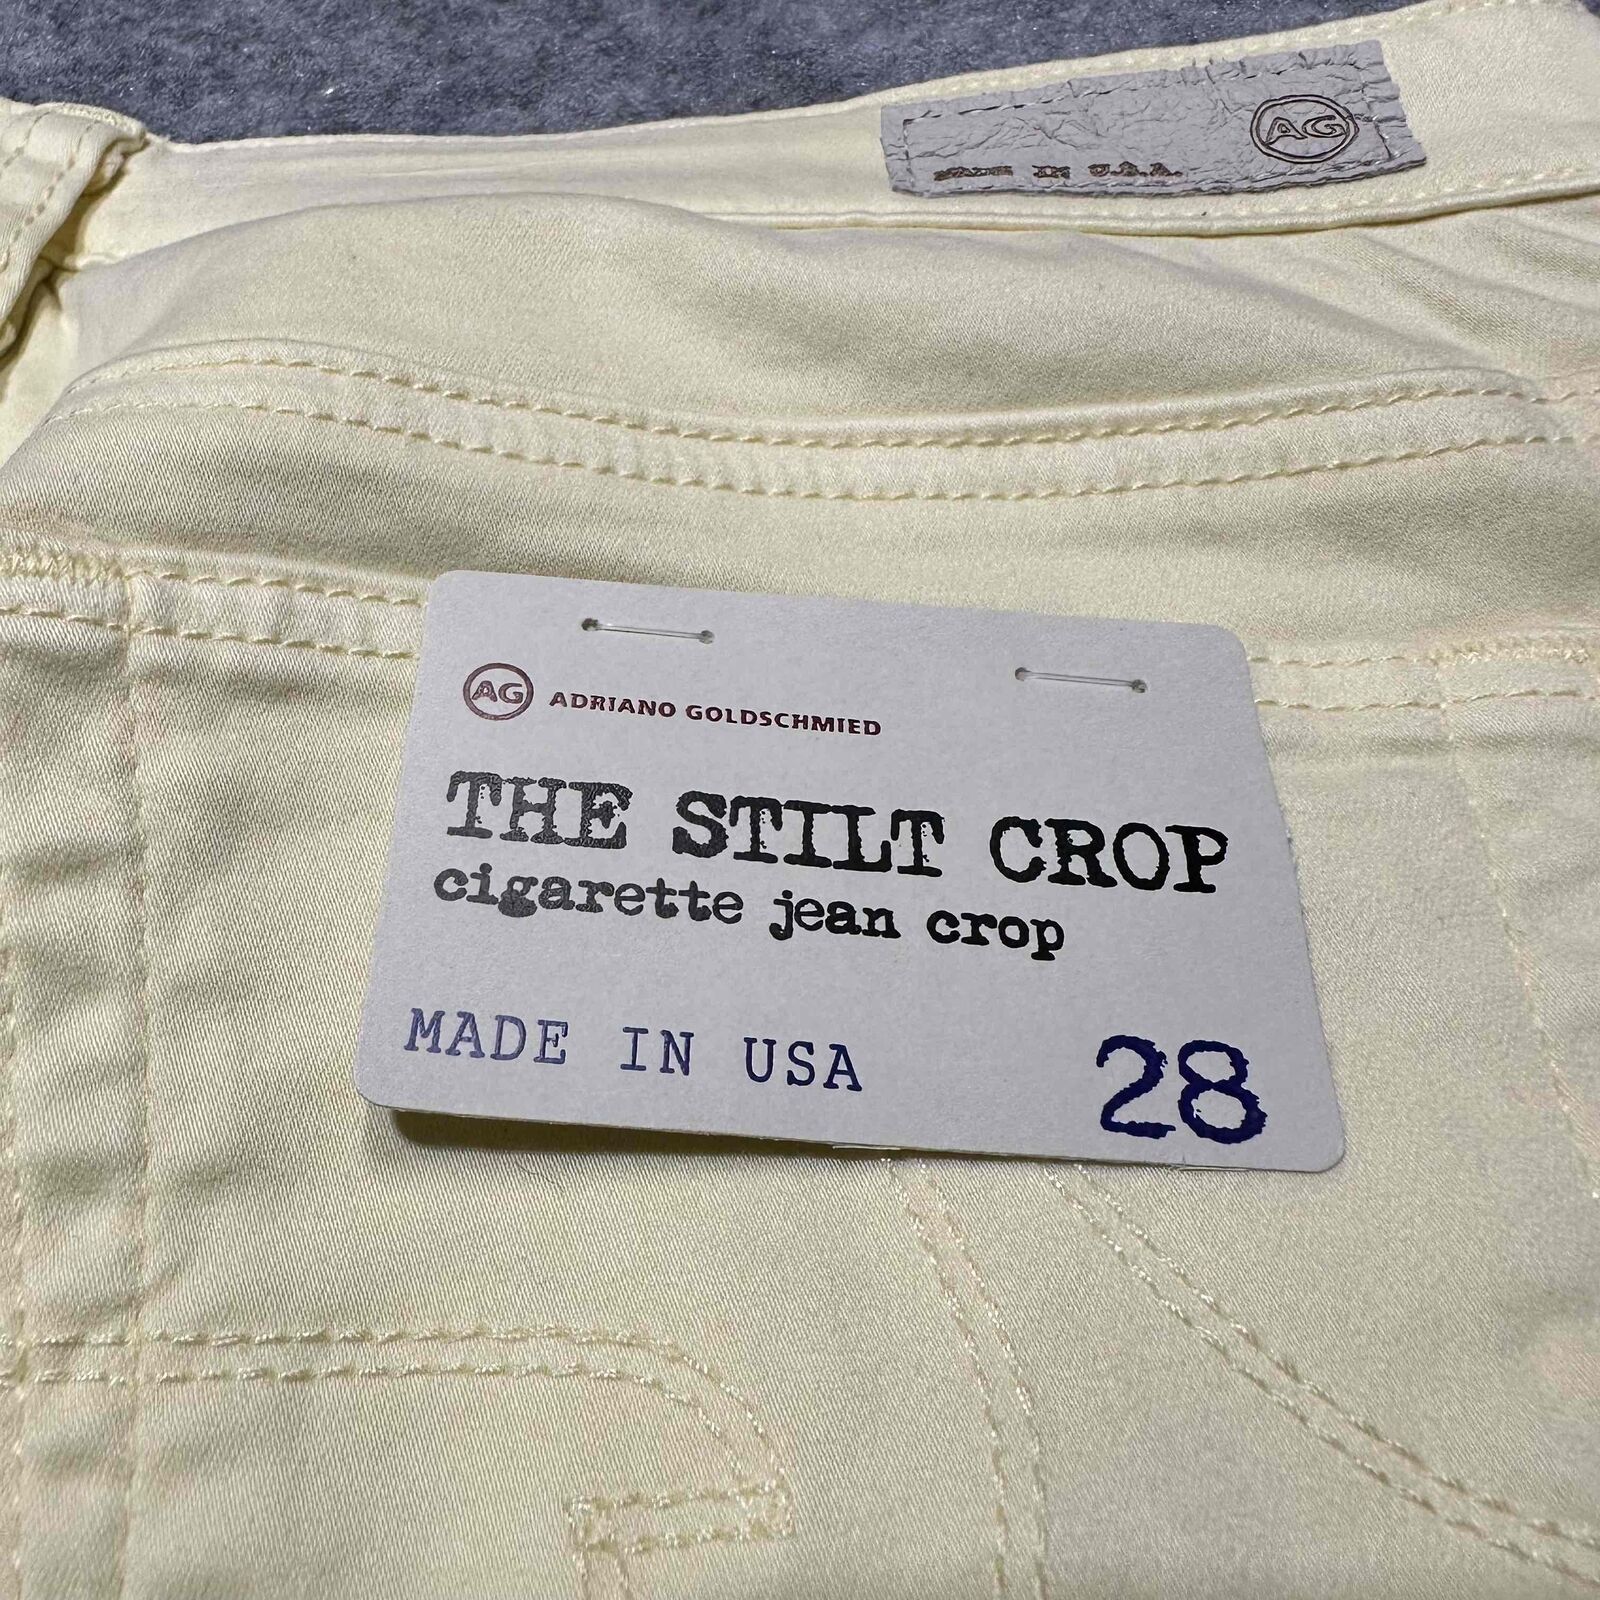 AG
MADE IN U.S.A.
AG ADRIANO GOLDSCHMIED
THE STILT CROP
cigarette jean crop
MADE IN USA 28